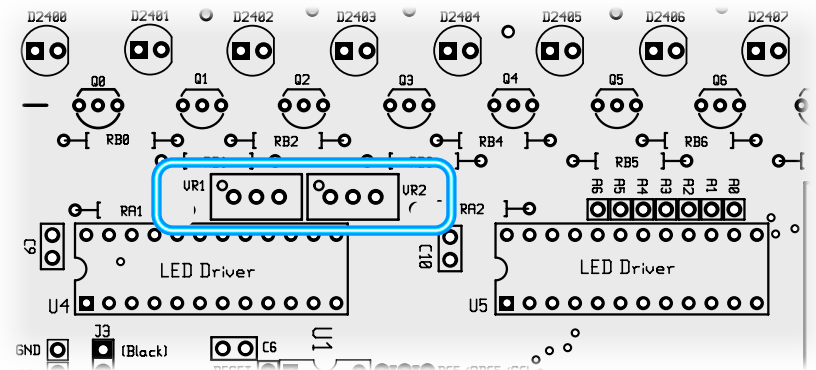 D2400 D2401 D2402 D2403 D2404 D2405 D2406 D2407
Q0 Q1 Q2 Q3 Q4 Q5 Q6
RB0 RB2 RB4 RB6
RB5
VR1 VR2
A6 A5 A4 A3 A2 A1 A0
RA1 RA2
C9 C10
LED Driver LED Driver
U4 U5
J3 U1
GND (Black) C6